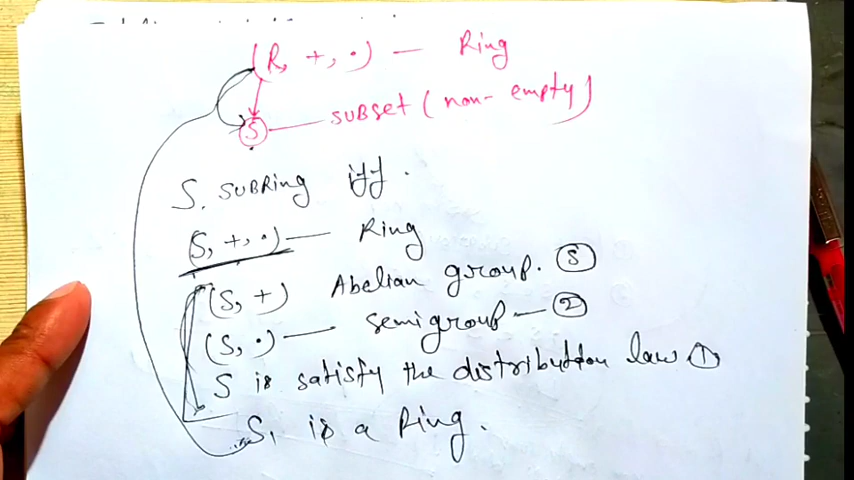 (R, +, ·) — Ring
S — SUBSET (non-empty)
S, SUBRing iff.
(S, +, ·) — Ring
(S, +) Abelian group. ⑤
(S, ·) — semigroup — ②
S is satisfy the distribution law ①
S, is a Ring.